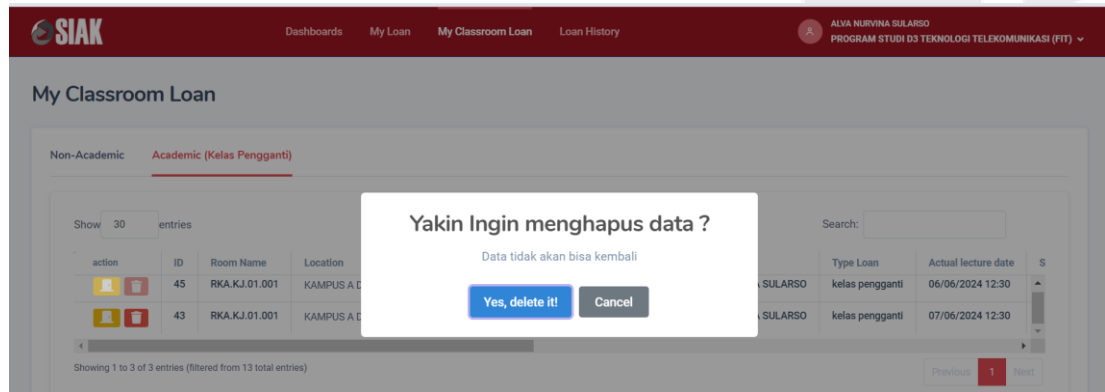 SIAK
Dashboards My Loan My Classroom Loan Loan History
ALVA NURVINA SULARSO
PROGRAM STUDI D3 TEKNOLOGI TELEKOMUNIKASI (FIT)
My Classroom Loan
Non-Academic Academic (Kelas Pengganti)
Show 30 entries
Search:
Yakin Ingin menghapus data ?
Data tidak akan bisa kembali
Yes, delete it! Cancel
action ID Room Name Location Type Loan Actual lecture date S
45 RKA.KJ.01.001 KAMPUS A D SULARSO kelas pengganti 06/06/2024 12:30
43 RKA.KJ.01.001 KAMPUS A D SULARSO kelas pengganti 07/06/2024 12:30
Showing 1 to 3 of 3 entries (filtered from 13 total entries)
Previous 1 Next